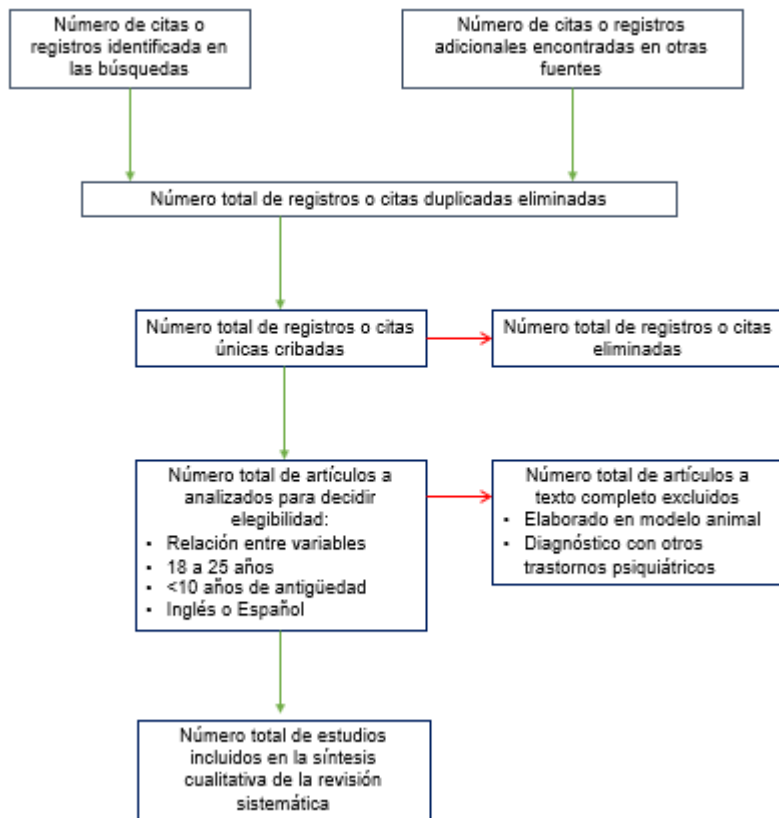 Número de citas o
registros identificada en
las búsquedas
Número de citas o registros
adicionales encontradas en otras
fuentes
Número total de registros o citas duplicadas eliminadas
Número total de registros o citas
únicas cribadas
Número total de registros o citas
eliminadas
Número total de artículos a
analizados para decidir
elegibilidad:
• Relación entre variables
• 18 a 25 años
• <10 años de antigüedad
• Inglés o Español
Número total de artículos a
texto completo excluidos
• Elaborado en modelo animal
• Diagnóstico con otros
trastornos psiquiátricos
Número total de estudios
incluidos en la síntesis
cualitativa de la revisión
sistemática